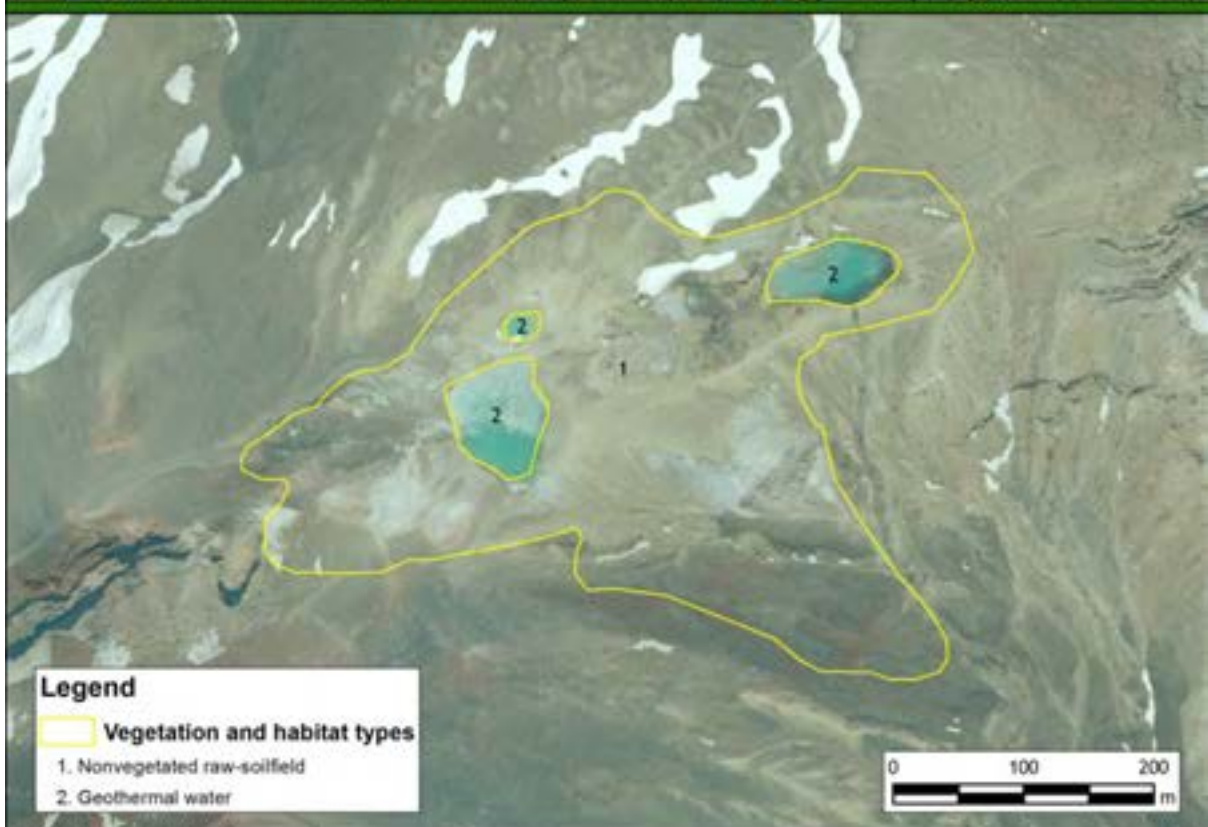 2
2
1
2
Legend
Vegetation and habitat types
1. Nonvegetated raw-soilfield
2. Geothermal water
0 100 200
m